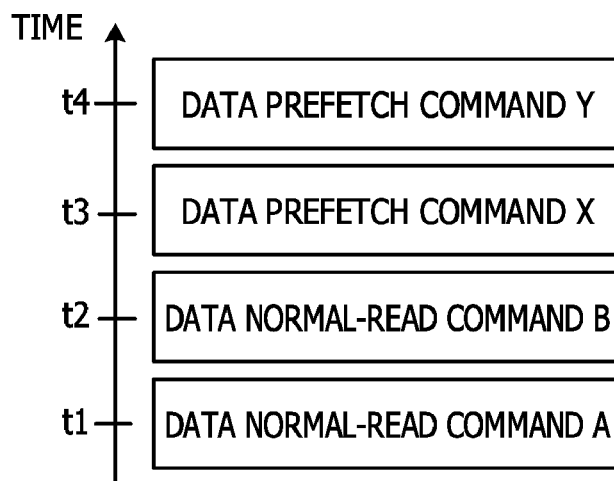 TIME
t4 DATA PREFETCH COMMAND Y
t3 DATA PREFETCH COMMAND X
t2 DATA NORMAL-READ COMMAND B
t1 DATA NORMAL-READ COMMAND A